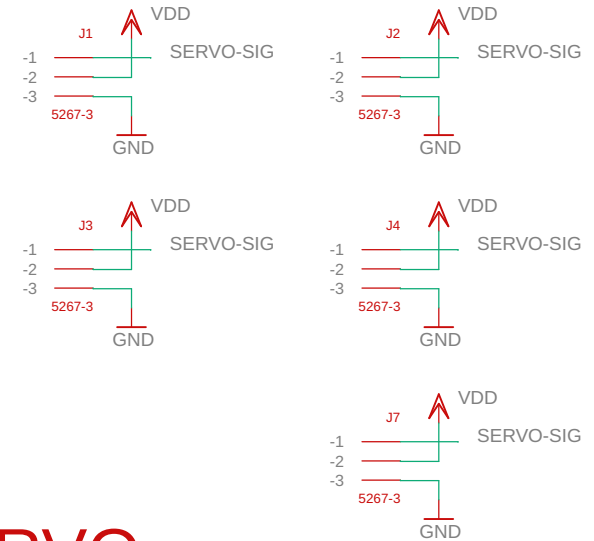 VDD
J1
SERVO-SIG
-1
-2
-3
5267-3
GND
VDD
J2
SERVO-SIG
-1
-2
-3
5267-3
GND
VDD
J3
SERVO-SIG
-1
-2
-3
5267-3
GND
VDD
J4
SERVO-SIG
-1
-2
-3
5267-3
GND
VDD
J7
SERVO-SIG
-1
-2
-3
5267-3
GND